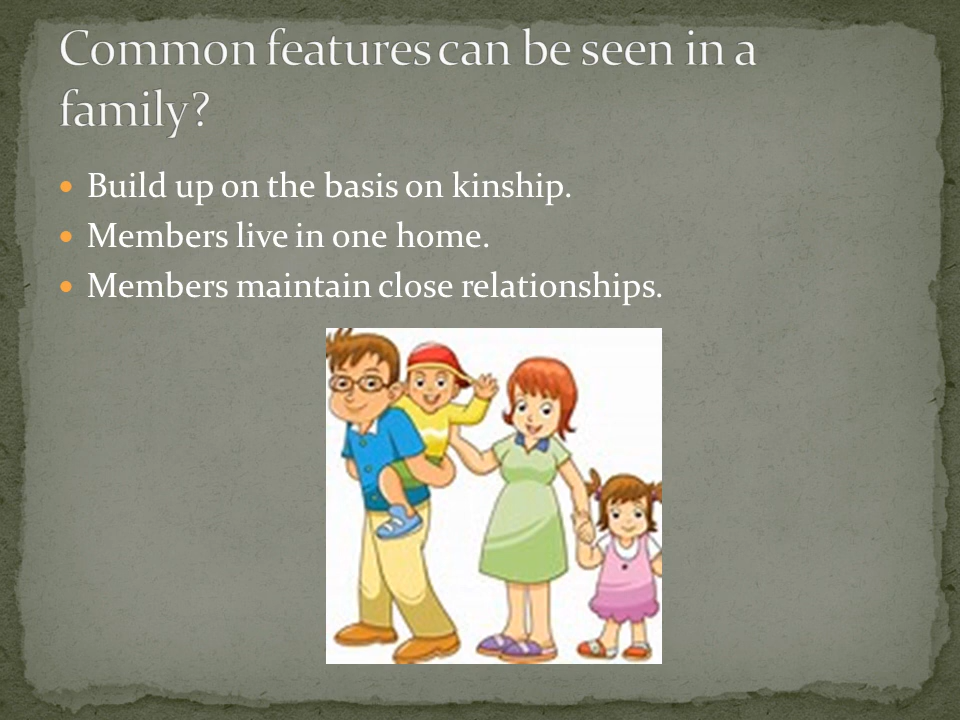 Common features can be seen in a
family?
• Build up on the basis on kinship.
• Members live in one home.
• Members maintain close relationships.